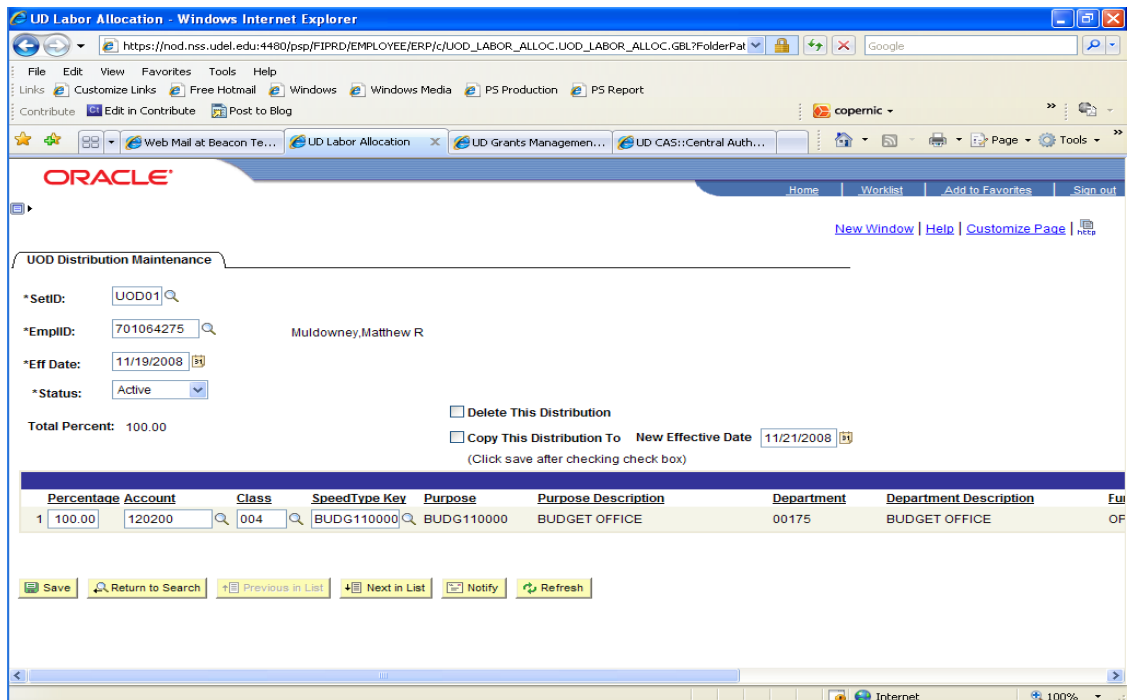 UD Labor Allocation - Windows Internet Explorer
https://nod.nss.udel.edu:4480/psp/FIPRD/EMPLOYEE/ERP/c/UOD_LABOR_ALLOC.UOD_LABOR_ALLOC.GBL?FolderPat
Google
File Edit View Favorites Tools Help
Links Customize Links Free Hotmail Windows Windows Media PS Production PS Report
Contribute Edit in Contribute Post to Blog copernic
Web Mail at Beacon Te... UD Labor Allocation UD Grants Managemen... UD CAS::Central Auth... Page Tools
ORACLE
Home Worklist Add to Favorites Sign out
New Window | Help | Customize Page | http
UOD Distribution Maintenance
*SetID: UOD01
*EmplID: 701064275 Muldowney,Matthew R
*Eff Date: 11/19/2008
*Status: Active
Delete This Distribution
Total Percent: 100.00
Copy This Distribution To New Effective Date 11/21/2008
(Click save after checking check box)
Percentage Account Class SpeedType Key Purpose Purpose Description Department Department Description Fu
1 100.00 120200 004 BUDG110000 BUDG110000 BUDGET OFFICE 00175 BUDGET OFFICE OF
Save Return to Search Previous in List Next in List Notify Refresh
Internet 100%